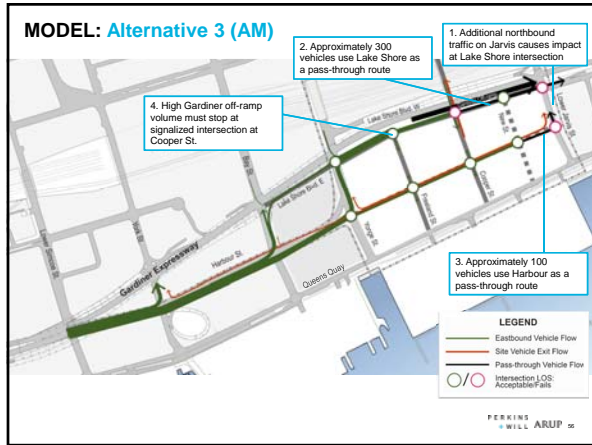 MODEL: Alternative 3 (AM)
1. Additional northbound
traffic on Jarvis causes impact
at Lake Shore intersection
2. Approximately 300
vehicles use Lake Shore as
a pass-through route
4. High Gardiner off-ramp
volume must stop at
signalized intersection at
Cooper St.
3. Approximately 100
vehicles use Harbour as a
pass-through route
Lake Shore Blvd. W
Lower Jarvis St.
New St.
Bay St.
Lake Shore Blvd. E
Cooper St.
Freeland St.
Yonge St.
York St.
Lower Simcoe St.
Harbour St.
Gardiner Expressway
Queens Quay
LEGEND
Eastbound Vehicle Flow
Site Vehicle Exit Flow
Pass-through Vehicle Flow
Intersection LOS:
Acceptable/Fails
PERKINS
+ WILL
ARUP
56